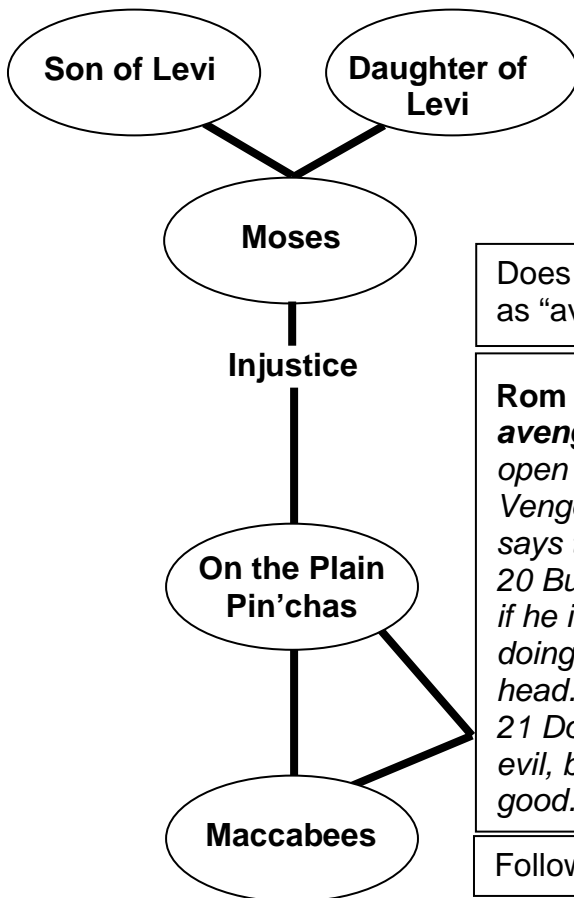 Son of Levi
Daughter of
Levi
Moses
Injustice
On the Plain
Pin’chas
Maccabees
Does
as “av
Rom
aveng
open
Venge
says
20 Bu
if he i
doing
head.
21 Do
evil, b
good.
Follow